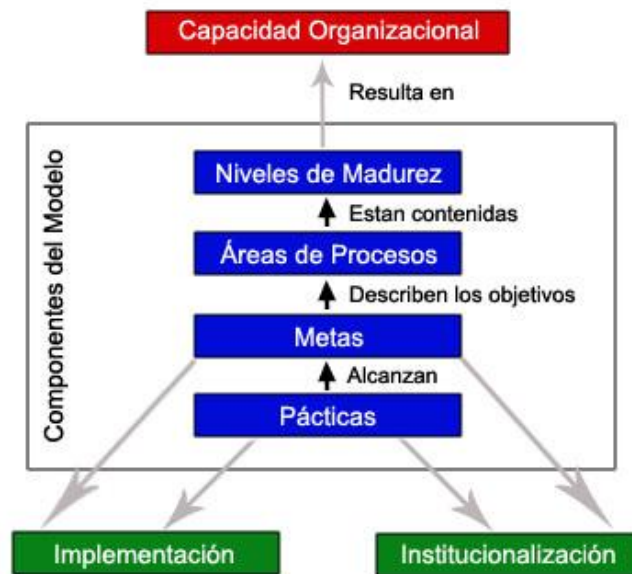 Capacidad Organizacional
Resulta en
Componentes del Modelo
Niveles de Madurez
Estan contenidas
Áreas de Procesos
Describen los objetivos
Metas
Alcanzan
Pácticas
Implementación
Institucionalización